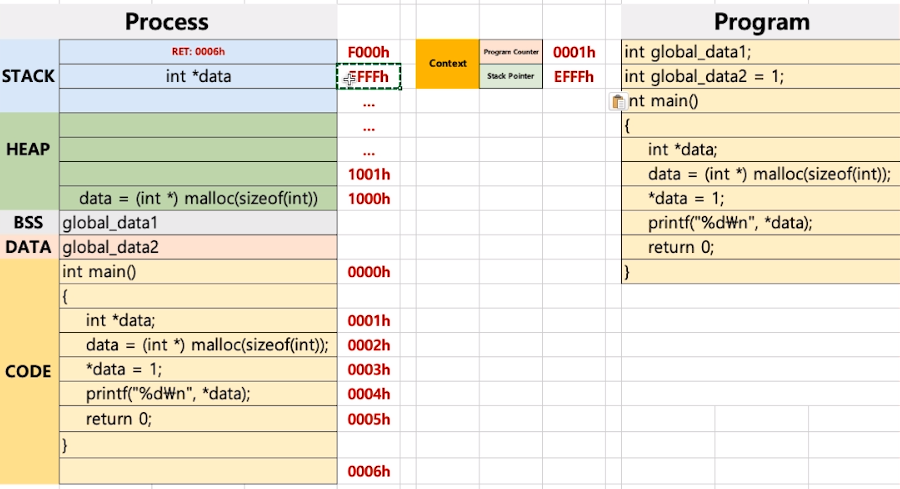 Process
Program
RET: 0006h
F000h
Context
Program Counter
0001h
int global_data1;
STACK
int *data
EFFFh
Stack Pointer
EFFFh
int global_data2 = 1;
...
nt main()
...
{
HEAP
...
int *data;
1001h
data = (int *) malloc(sizeof(int));
data = (int *) malloc(sizeof(int))
1000h
*data = 1;
BSS
global_data1
printf("%d₩n", *data);
DATA
global_data2
return 0;
int main()
0000h
}
{
int *data;
0001h
data = (int *) malloc(sizeof(int));
0002h
CODE
*data = 1;
0003h
printf("%d₩n", *data);
0004h
return 0;
0005h
}
0006h